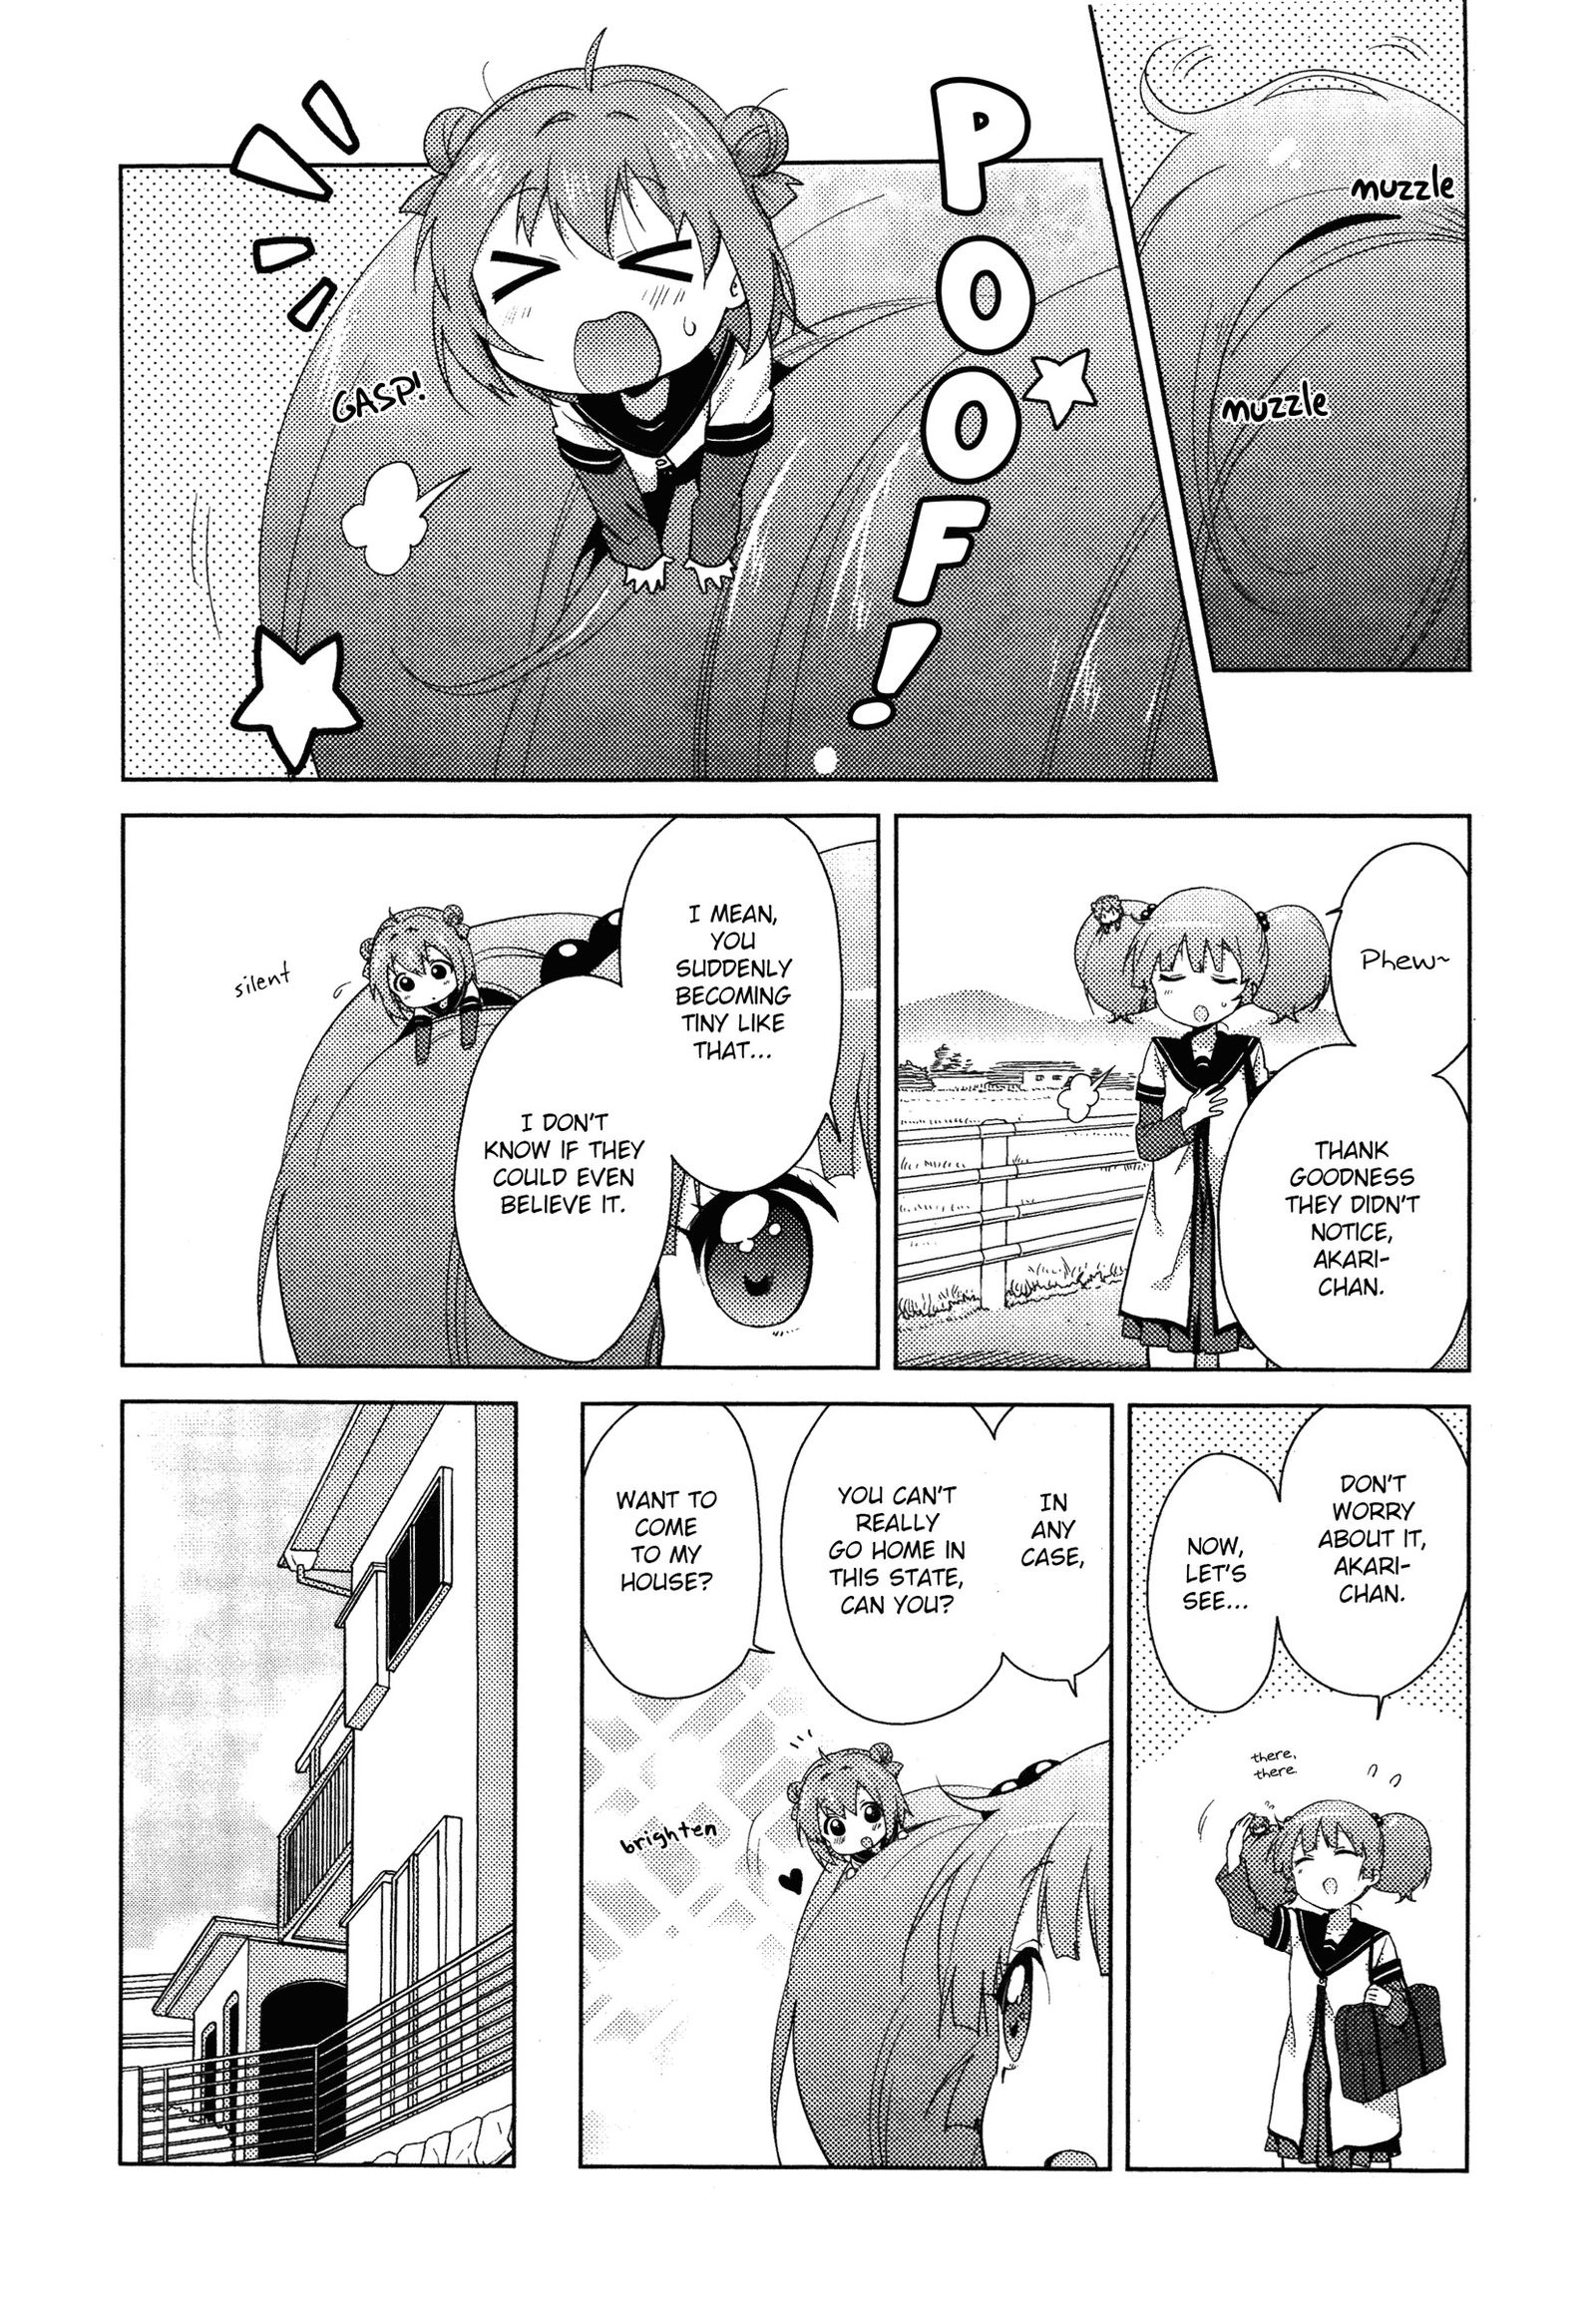 muzzle
muzzle
POOF!
GASP!
Phew~
THANK
GOODNESS
THEY DIDN'T
NOTICE,
AKARI-
CHAN.
I MEAN,
YOU
SUDDENLY
BECOMING
TINY LIKE
THAT...
I DON'T
KNOW IF THEY
COULD EVEN
BELIEVE IT.
silent
DON'T
WORRY
ABOUT IT,
AKARI-
CHAN.
there,
there.
NOW,
LET'S
SEE...
IN
ANY
CASE,
YOU CAN'T
REALLY
GO HOME IN
THIS STATE,
CAN YOU?
WANT TO
COME
TO MY
HOUSE?
brighten